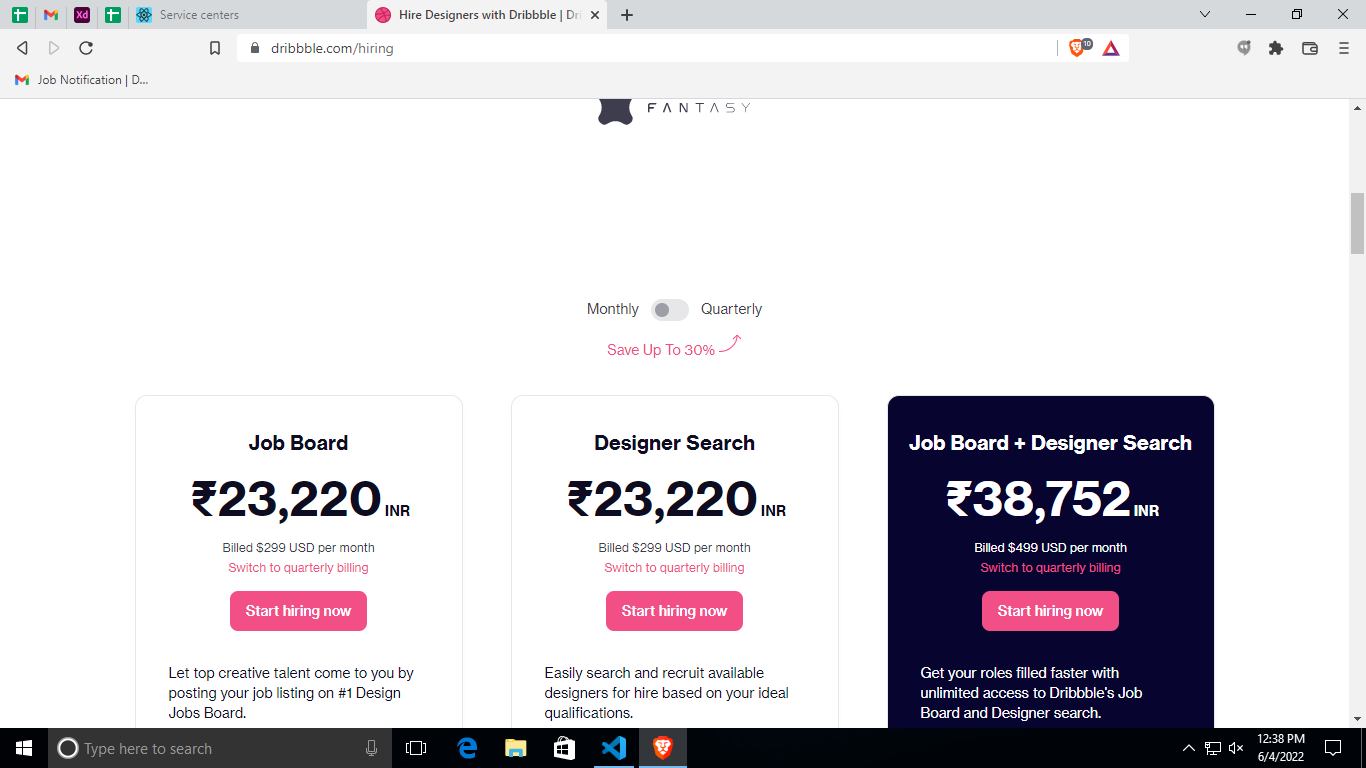 Xd
Service centers
Hire Designers with Dribbble | Dri
dribbble.com/hiring
10
Job Notification | D...
FANTASY
Monthly
Quarterly
Save Up To 30%
Job Board
₹23,220 INR
Billed $299 USD per month
Switch to quarterly billing
Start hiring now
Let top creative talent come to you by
posting your job listing on #1 Design
Jobs Board.
Designer Search
₹23,220 INR
Billed $299 USD per month
Switch to quarterly billing
Start hiring now
Easily search and recruit available
designers for hire based on your ideal
qualifications.
Job Board + Designer Search
₹38,752 INR
Billed $499 USD per month
Switch to quarterly billing
Start hiring now
Get your roles filled faster with
unlimited access to Dribbble's Job
Board and Designer search.
Type here to search
12:38 PM
6/4/2022